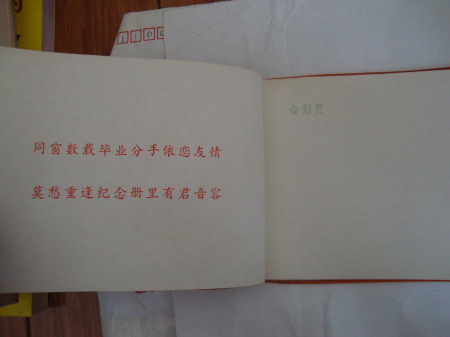 1100
同窗数载毕业分手依恋友情
莫愁重逢纪念册里有君音容